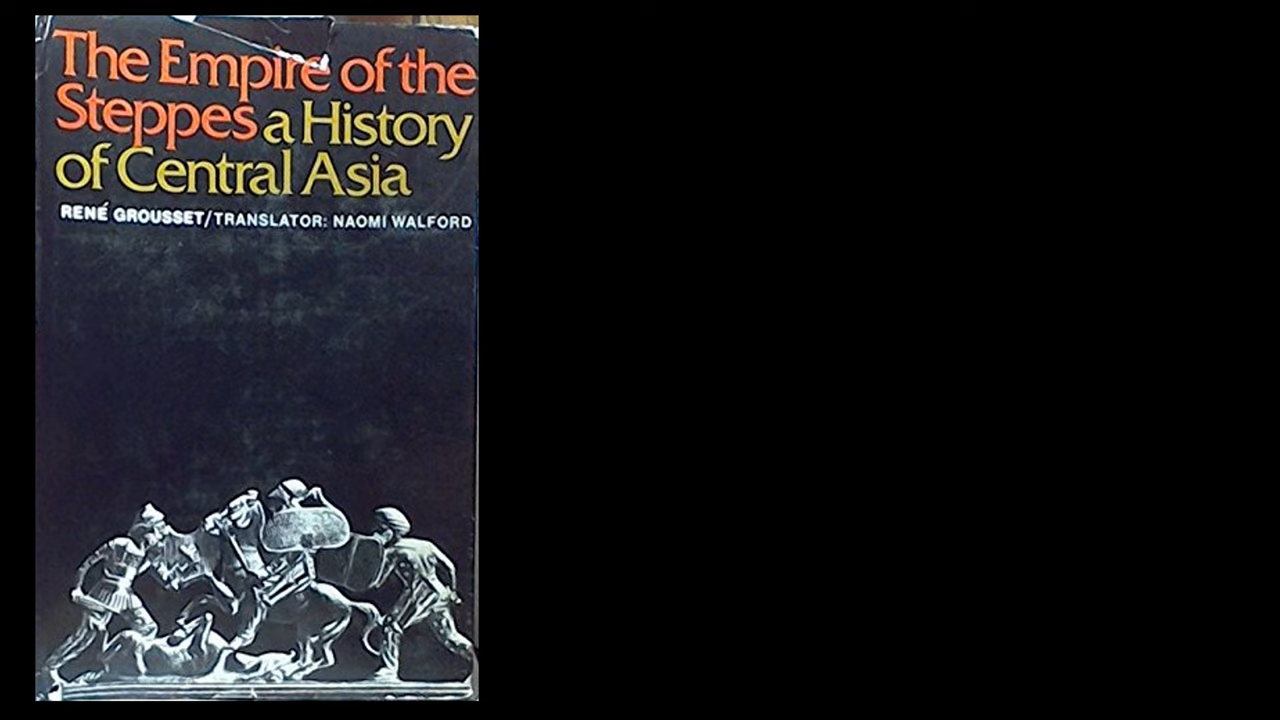 The Empire of the
Steppes a History
of Central Asia
RENÉ GROUSSET/TRANSLATOR: NAOMI WALFORD